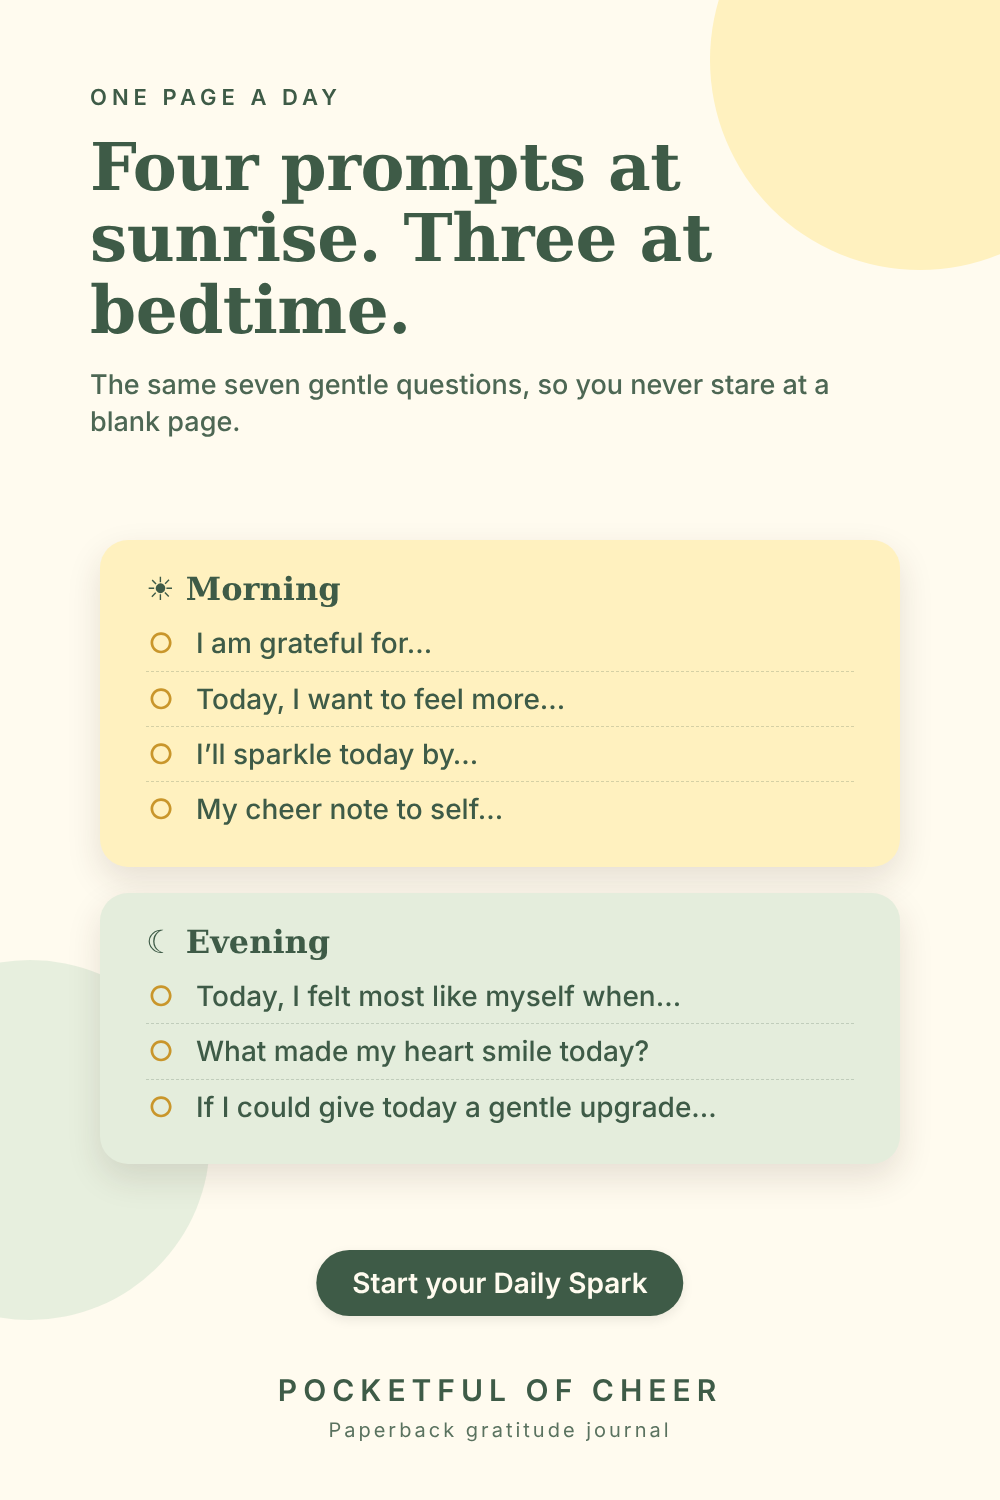 ONE PAGE A DAY
Four prompts at
sunrise. Three at
bedtime.
The same seven gentle questions, so you never stare at a
blank page.
☀ Morning
I am grateful for…
Today, I want to feel more…
I’ll sparkle today by…
My cheer note to self…
☾ Evening
Today, I felt most like myself when…
What made my heart smile today?
If I could give today a gentle upgrade…
Start your Daily Spark
POCKETFUL OF CHEER
Paperback gratitude journal